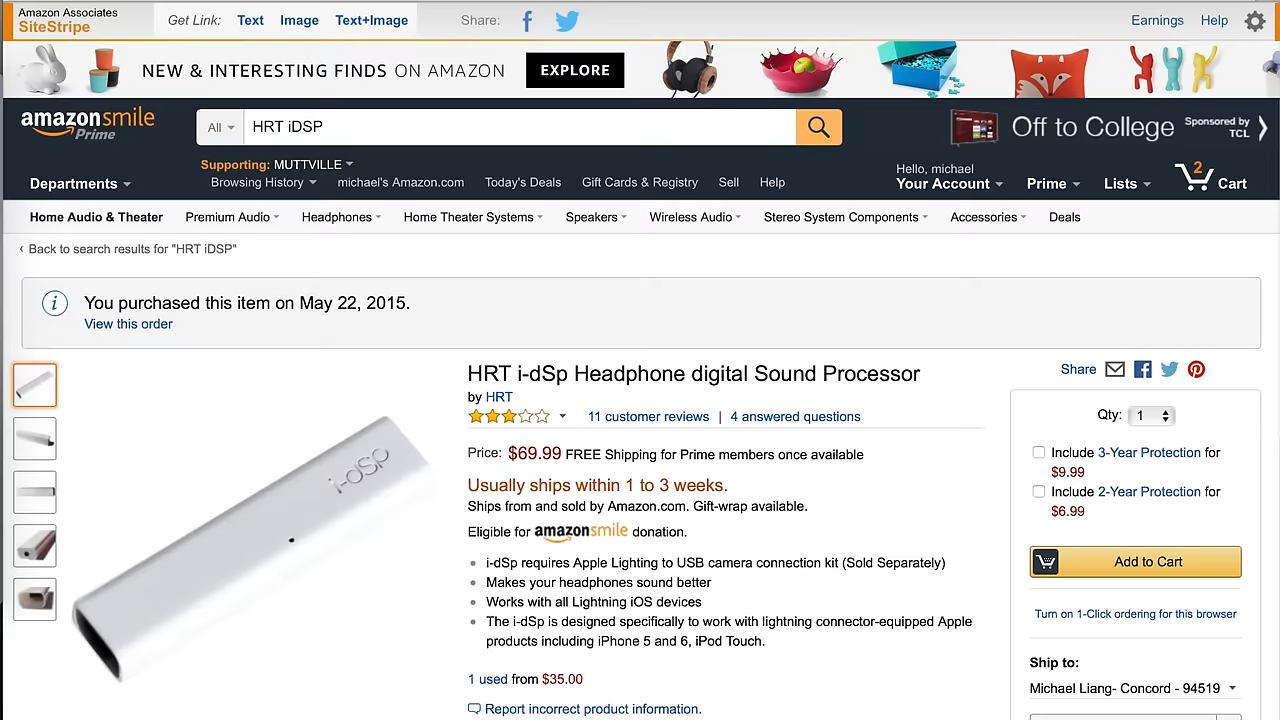 Amazon Associates
SiteStripe
Get Link: Text Image Text+Image
Share:
Earnings Help
NEW & INTERESTING FINDS ON AMAZON
EXPLORE
amazonsmile
Prime
All
HRT iDSP
Off to College
Sponsored by
TCL
Supporting: MUTTVILLE
Departments
Browsing History michael's Amazon.com Today's Deals Gift Cards & Registry Sell Help
Hello, michael
Your Account
Prime
Lists
2
Cart
Home Audio & Theater Premium Audio Headphones Home Theater Systems Speakers Wireless Audio Stereo System Components Accessories Deals
‹ Back to search results for "HRT iDSP"
i
You purchased this item on May 22, 2015.
View this order
i-dSp
HRT i-dSp Headphone digital Sound Processor
by HRT
11 customer reviews | 4 answered questions
Price: $69.99 FREE Shipping for Prime members once available
Usually ships within 1 to 3 weeks.
Ships from and sold by Amazon.com. Gift-wrap available.
Eligible for amazonsmile donation.
• i-dSp requires Apple Lighting to USB camera connection kit (Sold Separately)
• Makes your headphones sound better
• Works with all Lightning iOS devices
• The i-dSp is designed specifically to work with lightning connector-equipped Apple
products including iPhone 5 and 6, iPod Touch.
1 used from $35.00
Report incorrect product information.
Share
Qty: 1
Include 3-Year Protection for
$9.99
Include 2-Year Protection for
$6.99
Add to Cart
Turn on 1-Click ordering for this browser
Ship to:
Michael Liang- Concord - 94519